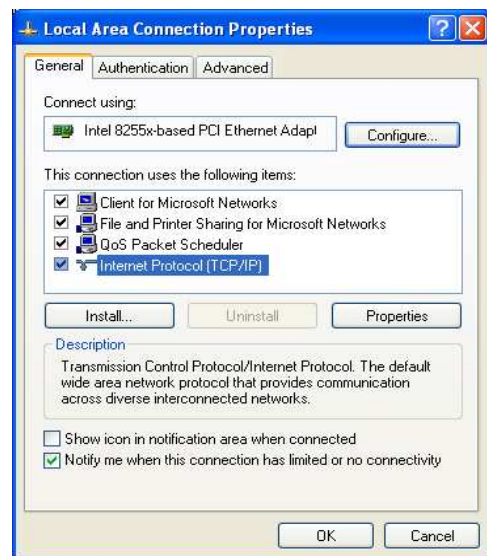 Local Area Connection Properties
General Authentication Advanced
Connect using:
Intel 8255x-based PCI Ethernet Adapt
Configure...
This connection uses the following items:
Client for Microsoft Networks
File and Printer Sharing for Microsoft Networks
QoS Packet Scheduler
Internet Protocol (TCP/IP)
Install... Uninstall Properties
Description
Transmission Control Protocol/Internet Protocol. The default
wide area network protocol that provides communication
across diverse interconnected networks.
Show icon in notification area when connected
Notify me when this connection has limited or no connectivity
OK Cancel